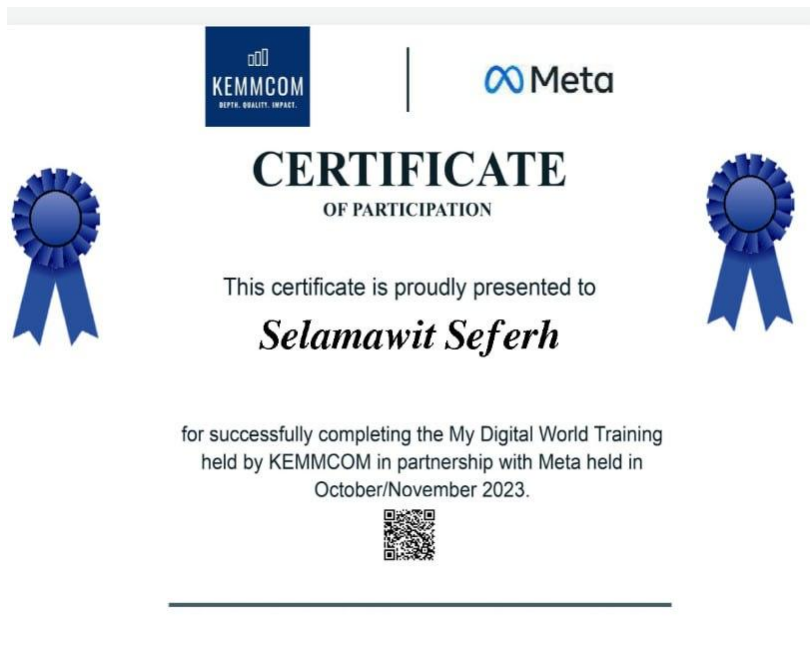 KEMMCOM
DEPTH. QUALITY. IMPACT.
Meta
CERTIFICATE
OF PARTICIPATION
This certificate is proudly presented to
Selamawit Seferh
for successfully completing the My Digital World Training
held by KEMMCOM in partnership with Meta held in
October/November 2023.